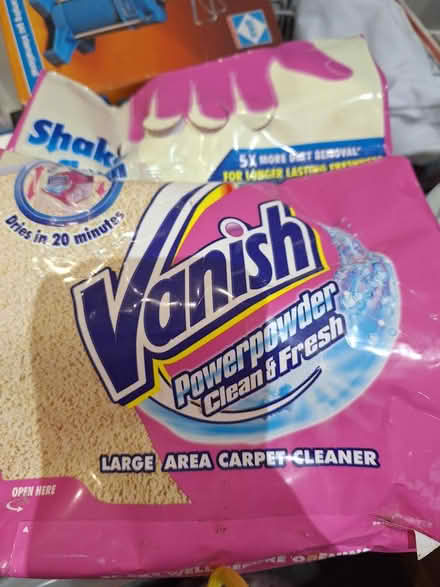 Shak
5X MORE DIRT REMOVAL*
FOR LONGER LASTING FRESHNESS
Dries in 20 minutes
Vanish
Powerpowder
Clean & Fresh
LARGE AREA CARPET CLEANER
OPEN HERE